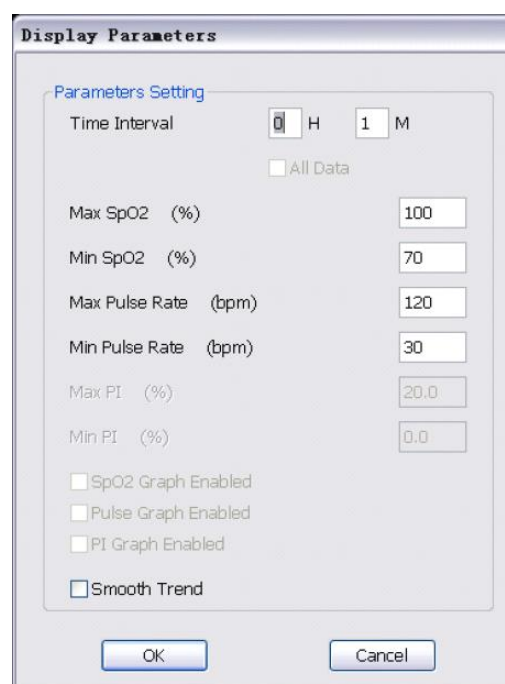 Display Parameters
Parameters Setting
Time Interval 0 H 1 M
All Data
Max SpO2 (%) 100
Min SpO2 (%) 70
Max Pulse Rate (bpm) 120
Min Pulse Rate (bpm) 30
Max PI (%) 20.0
Min PI (%) 0.0
SpO2 Graph Enabled
Pulse Graph Enabled
PI Graph Enabled
Smooth Trend
OK Cancel